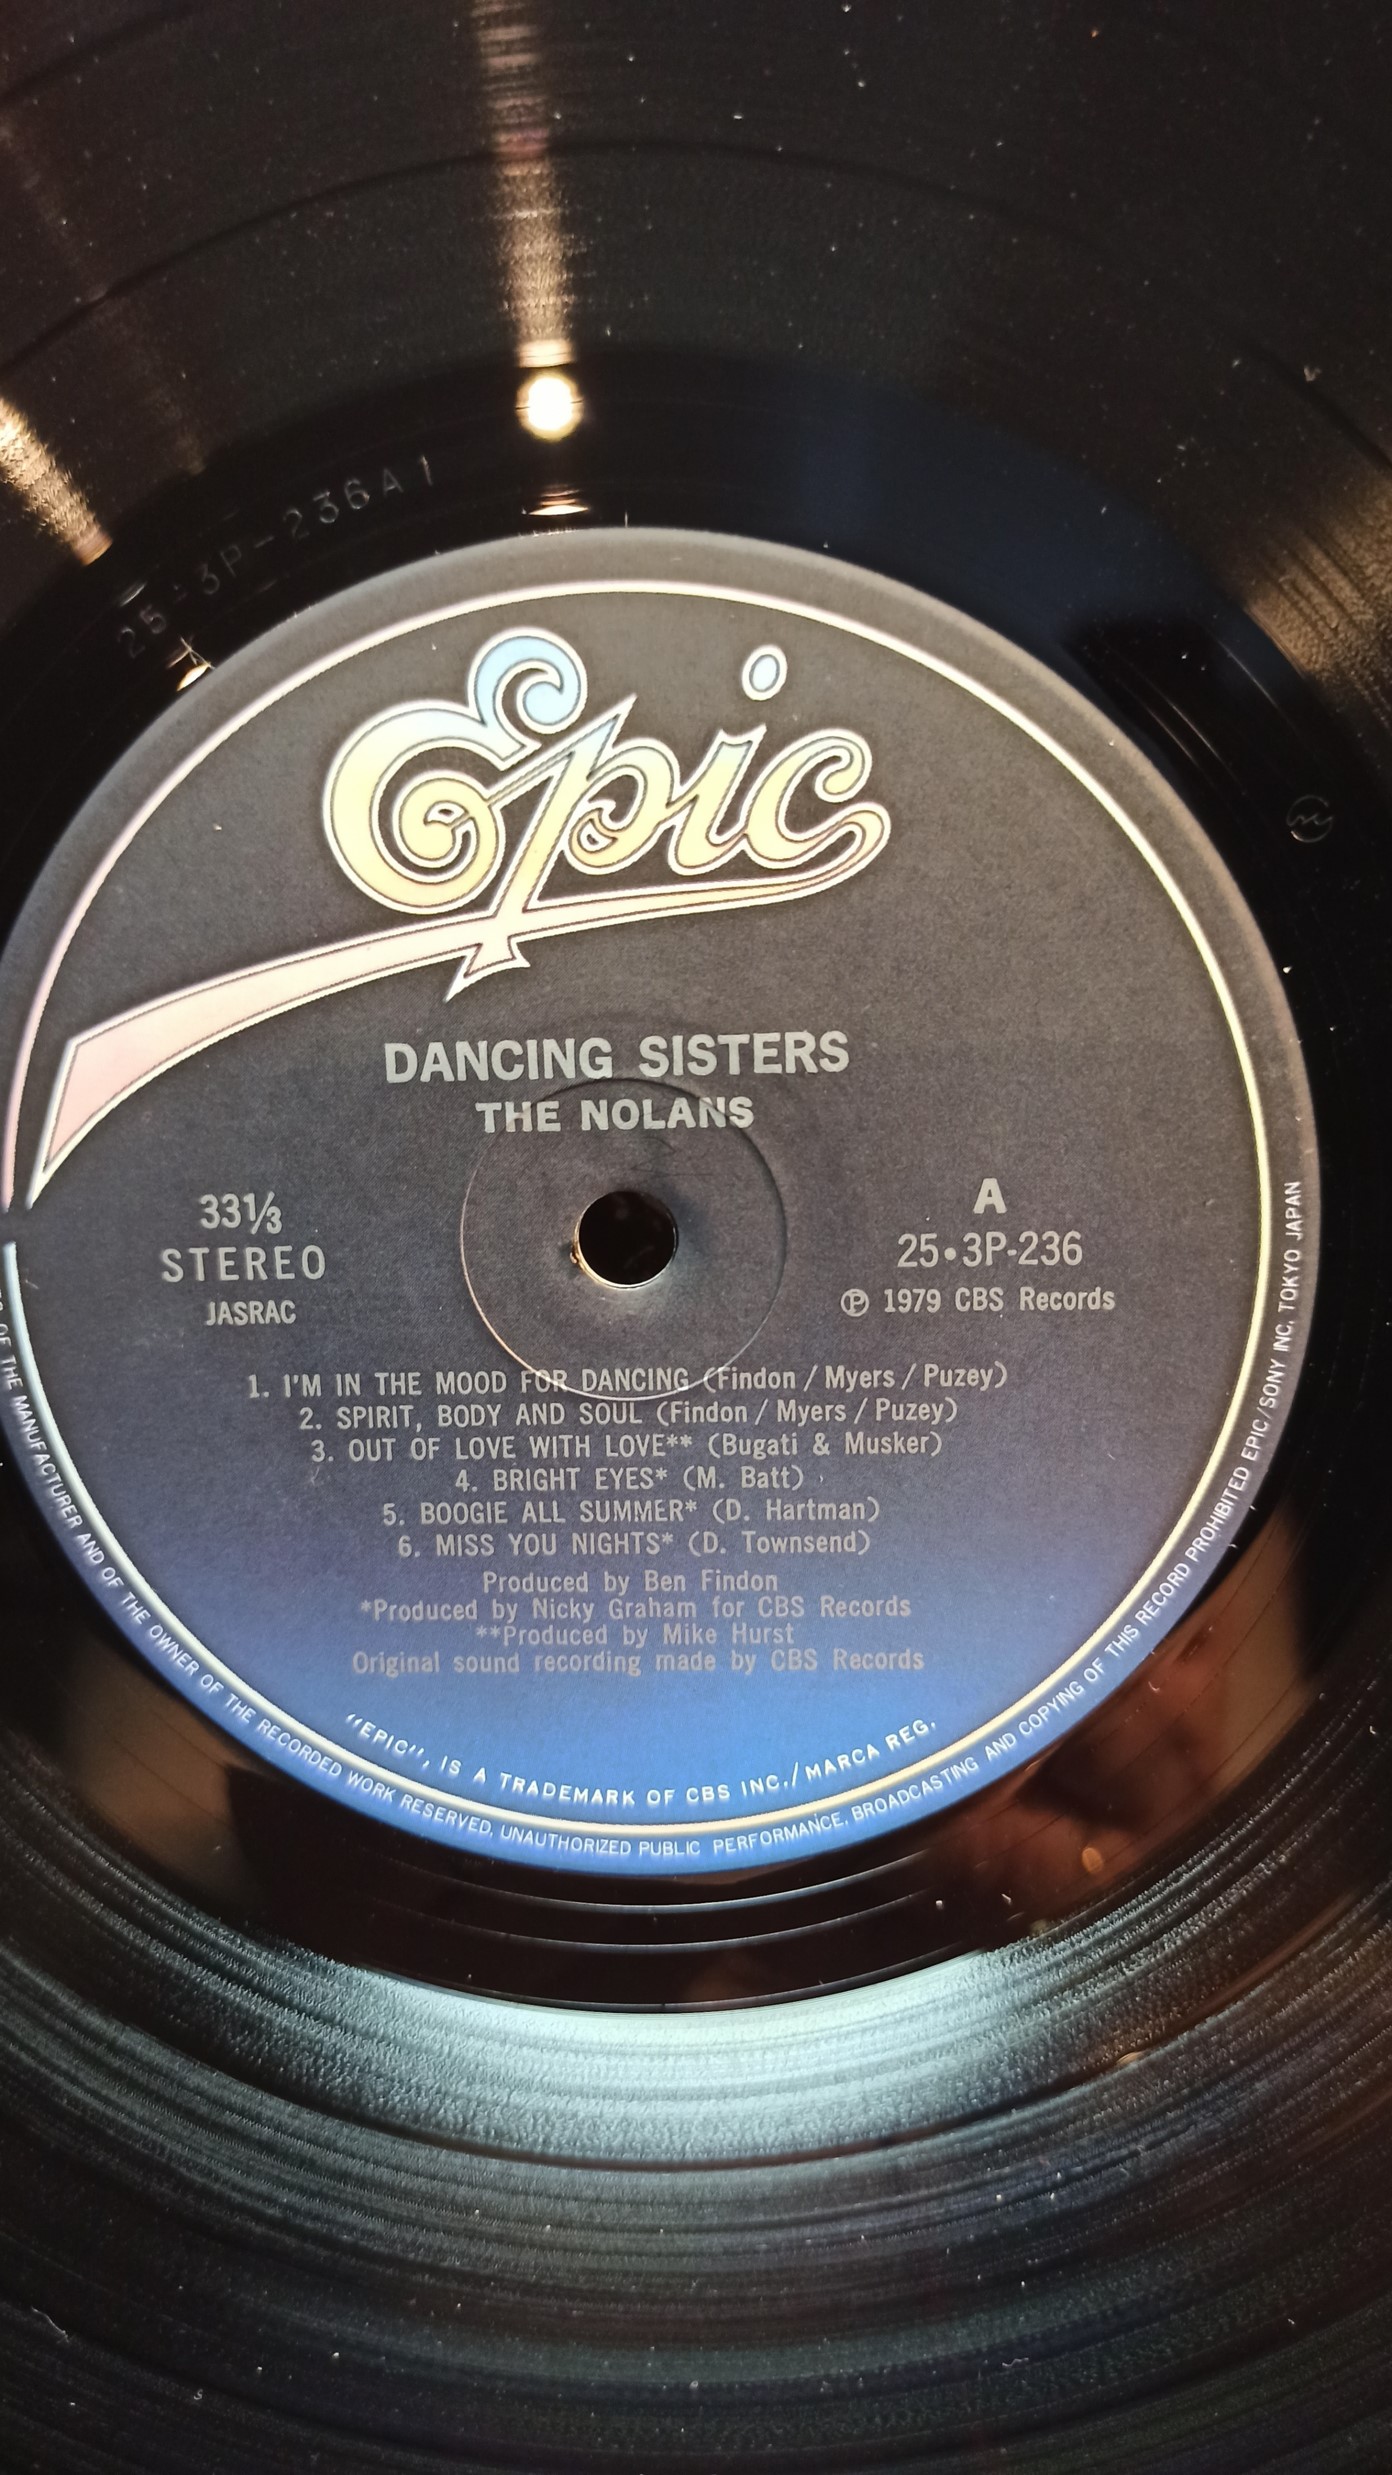 25-3P-236A1
Epic
DANCING SISTERS
THE NOLANS
33⅓
STEREO
JASRAC
A
25•3P-236
Ⓟ 1979 CBS Records
1. I'M IN THE MOOD FOR DANCING (Findon / Myers / Puzey)
2. SPIRIT, BODY AND SOUL (Findon / Myers / Puzey)
3. OUT OF LOVE WITH LOVE** (Bugati & Musker)
4. BRIGHT EYES* (M. Batt)
5. BOOGIE ALL SUMMER* (D. Hartman)
6. MISS YOU NIGHTS* (D. Townsend)
Produced by Ben Findon
*Produced by Nicky Graham for CBS Records
**Produced by Mike Hurst
Original sound recording made by CBS Records
"EPIC", IS A TRADEMARK OF CBS INC./MARCA REG.
OF THE MANUFACTURER AND OF THE OWNER OF THE RECORDED WORK RESERVED, UNAUTHORIZED PUBLIC PERFORMANCE, BROADCASTING AND COPYING OF THIS RECORD PROHIBITED EPIC/SONY INC. TOKYO JAPAN